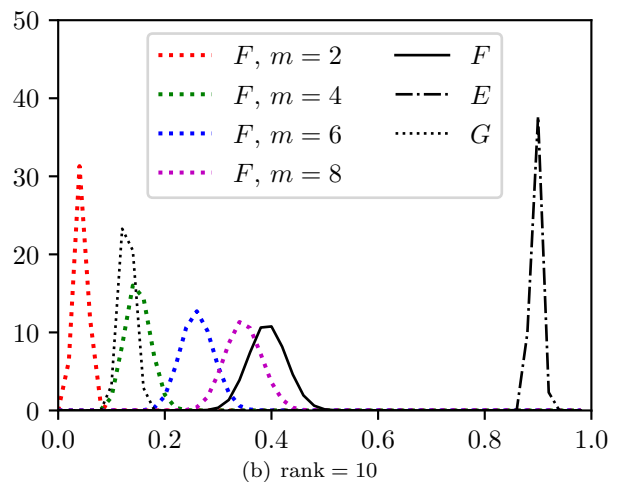 50
40
30
20
10
0
F, m = 2
F, m = 4
F, m = 6
F, m = 8
F
E
G
0.0 0.2 0.4 0.6 0.8 1.0
(b) rank = 10